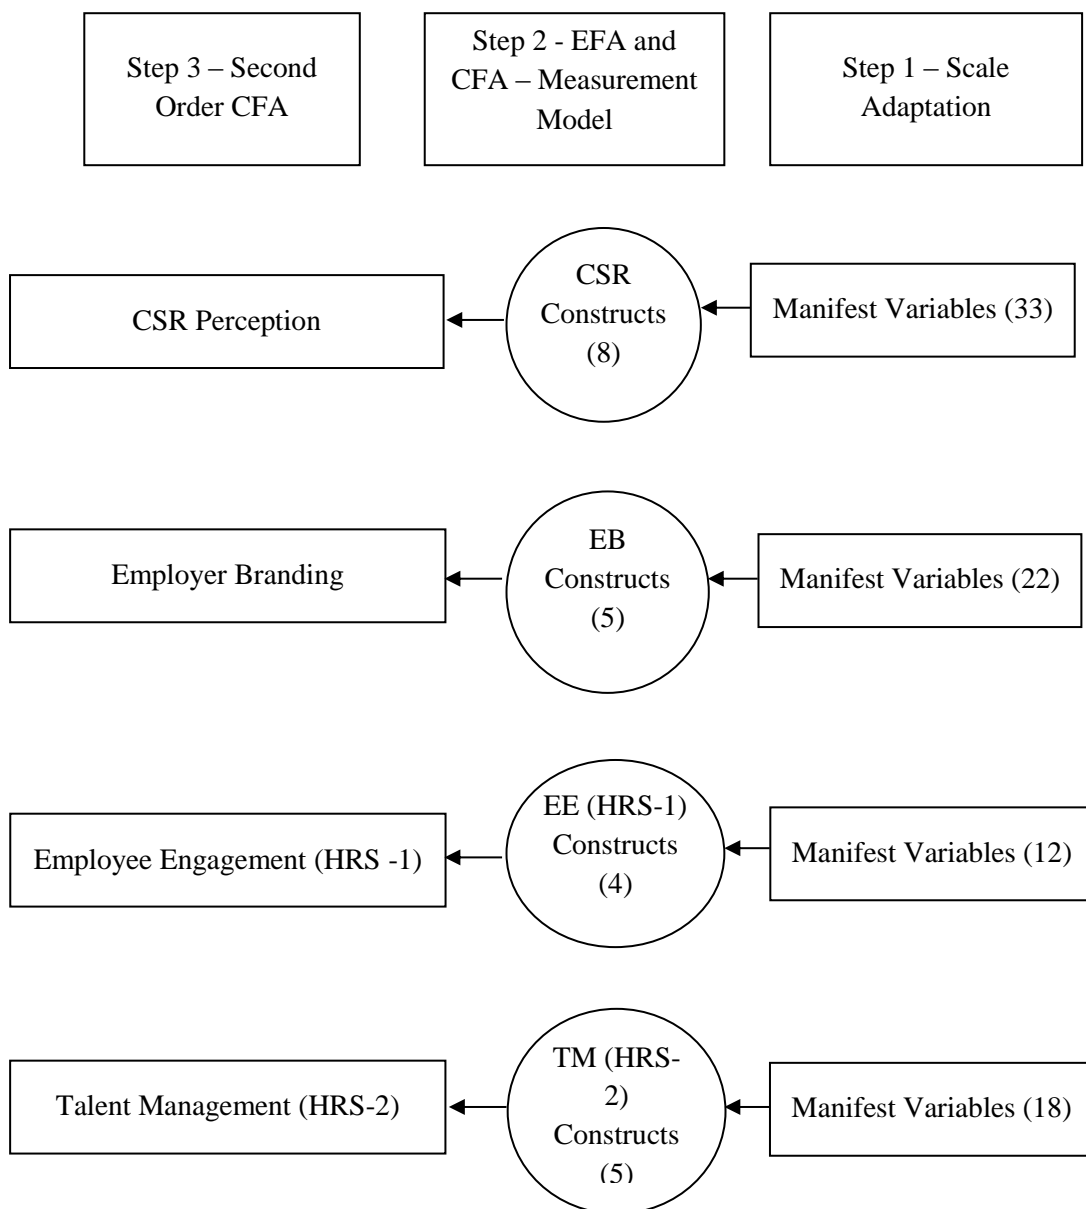 Step 3 – Second
Order CFA
Step 2 - EFA and
CFA – Measurement
Model
Step 1 – Scale
Adaptation
CSR Perception
CSR
Constructs
(8)
Manifest Variables (33)
Employer Branding
EB
Constructs
(5)
Manifest Variables (22)
Employee Engagement (HRS -1)
EE (HRS-1)
Constructs
(4)
Manifest Variables (12)
Talent Management (HRS-2)
TM (HRS-
2)
Constructs
(5)
Manifest Variables (18)